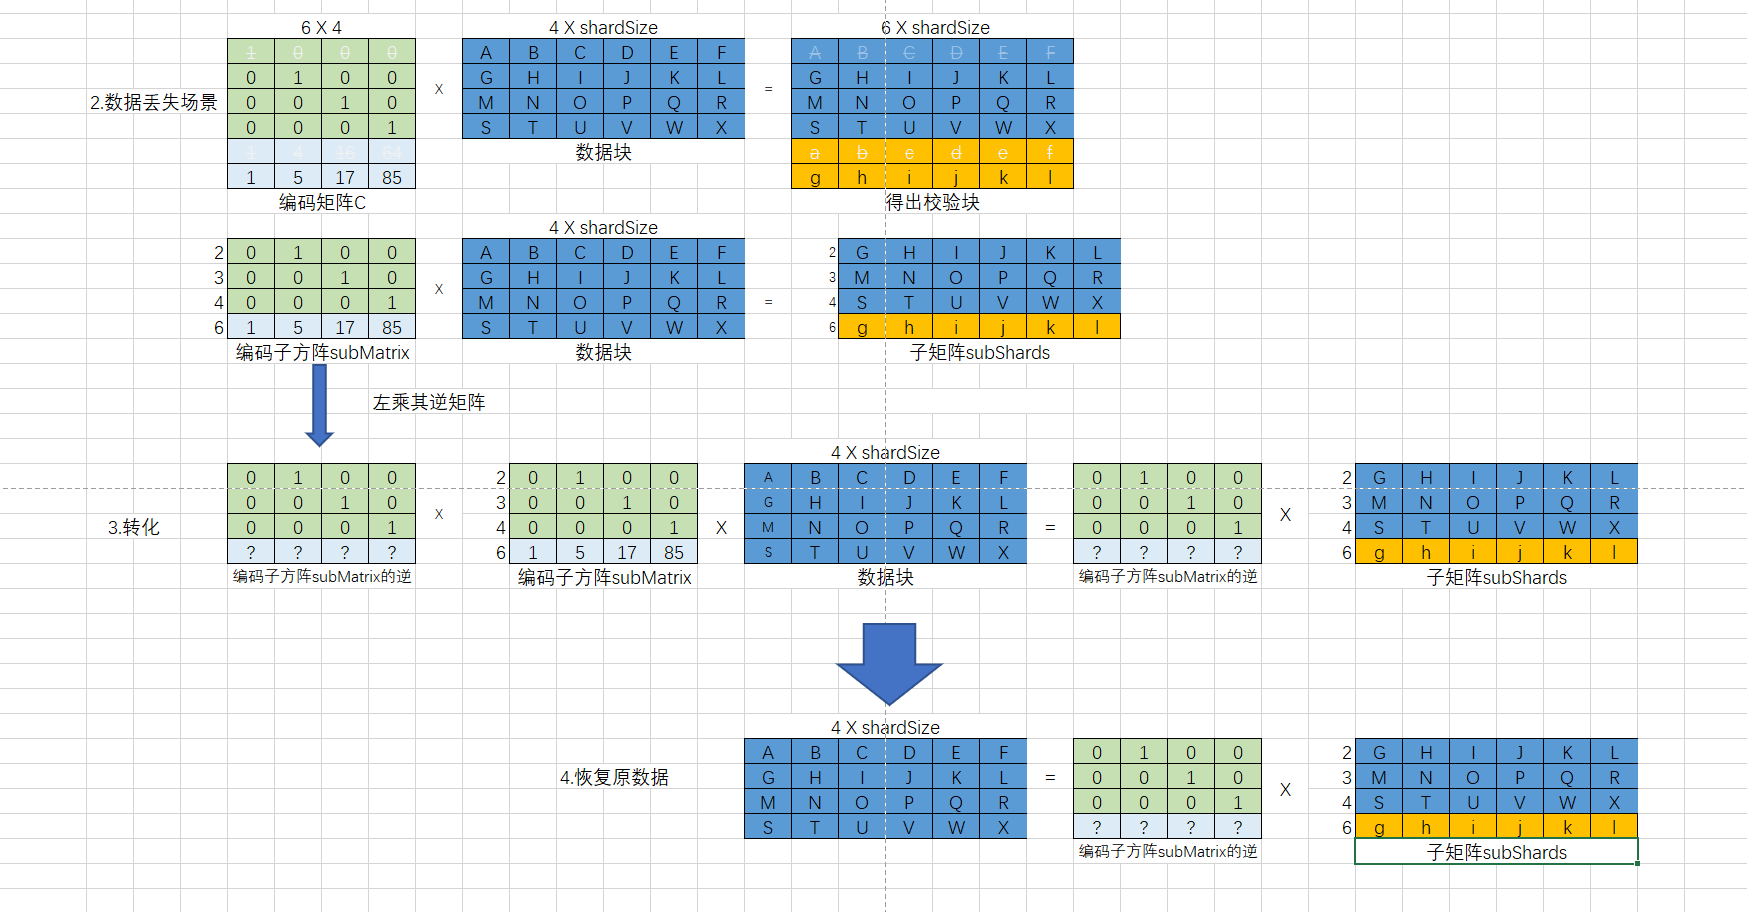 6 X 4 4 X shardSize 6 X shardSize
1 0 0 0 A B C D E F A B C D E F
0 1 0 0 G H I J K L G H I J K L
X =
2.数据丢失场景 0 0 1 0 M N O P Q R M N O P Q R
0 0 0 1 S T U V W X S T U V W X
1 4 16 64 数据块 a b c d e f
1 5 17 85 g h i j k l
编码矩阵C 得出校验块
4 X shardSize
2 0 1 0 0 A B C D E F 2 G H I J K L
3 0 0 1 0 G H I J K L 3 M N O P Q R
X
4 0 0 0 1 M N O P Q R = 4 S T U V W X
6 1 5 17 85 S T U V W X 6 g h i j k l
编码子方阵subMatrix 数据块 子矩阵subShards
左乘其逆矩阵
4 X shardSize
0 1 0 0 2 0 1 0 0 A B C D E F 0 1 0 0 2 G H I J K L
0 0 1 0 3 0 0 1 0 G H I J K L 0 0 1 0 3 M N O P Q R
X X
3.转化 0 0 0 1 4 0 0 0 1 X M N O P Q R = 0 0 0 1 4 S T U V W X
? ? ? ? 6 1 5 17 85 S T U V W X ? ? ? ? 6 g h i j k l
编码子方阵subMatrix的逆 编码子方阵subMatrix 数据块 编码子方阵subMatrix的逆 子矩阵subShards
4 X shardSize
A B C D E F 0 1 0 0 2 G H I J K L
4.恢复原数据 G H I J K L = 0 0 1 0 3 M N O P Q R
X
M N O P Q R 0 0 0 1 4 S T U V W X
S T U V W X ? ? ? ? 6 g h i j k l
编码子方阵subMatrix的逆 子矩阵subShards